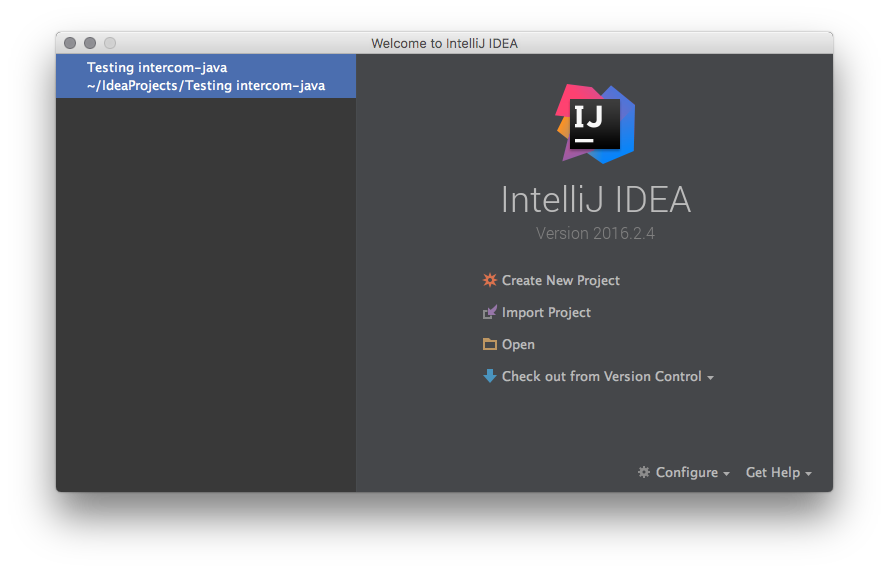 Welcome to IntelliJ IDEA
Testing intercom-java
~/IdeaProjects/Testing intercom-java
IJ
IntelliJ IDEA
Version 2016.2.4
Create New Project
Import Project
Open
Check out from Version Control
Configure
Get Help